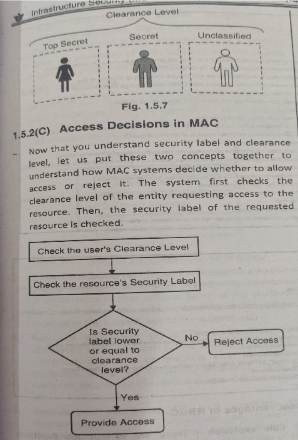 Infrastructure Security
Clearance Level
Top Secret
Secret
Unclassified
Fig. 1.5.7
1.5.2(C) Access Decisions in MAC
- Now that you understand security label and clearance
level, let us put these two concepts together to
understand how MAC systems decide whether to allow
access or reject it. The system first checks the
clearance level of the entity requesting access to the
resource. Then, the security label of the requested
resource is checked.
Check the user's Clearance Level
Check the resource's Security Label
Is Security
label lower
or equal to
clearance
level?
No
Reject Access
Yes
Provide Access